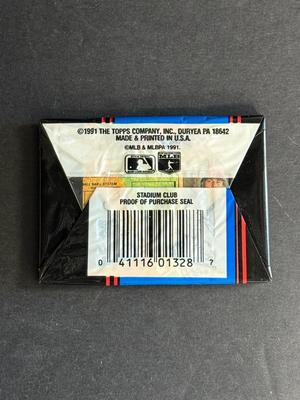 ©1991 THE TOPPS COMPANY, INC., DURYEA PA 18642
MADE & PRINTED IN U.S.A.
©MLB & MLBPA 1991.
STADIUM CLUB
PROOF OF PURCHASE SEAL
0 41116 01328 7